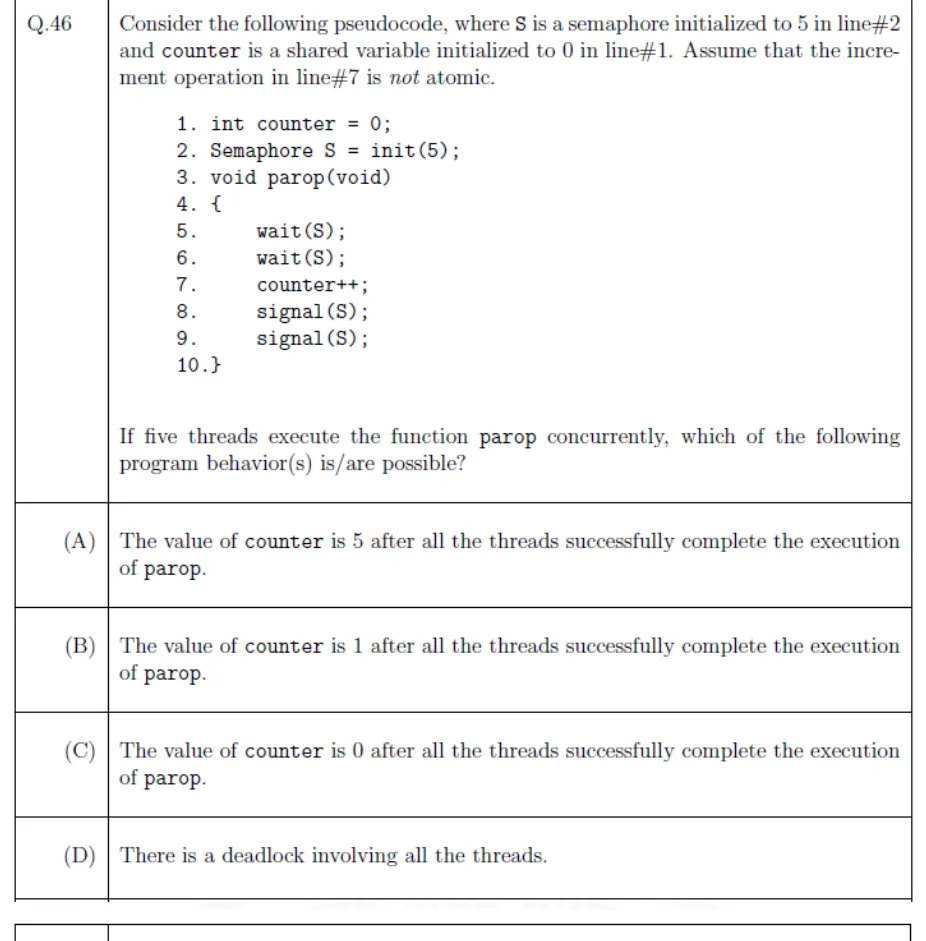 Q.46 Consider the following pseudocode, where S is a semaphore initialized to 5 in line#2
and counter is a shared variable initialized to 0 in line#1. Assume that the incre-
ment operation in line#7 is not atomic.
1. int counter = 0;
2. Semaphore S = init(5);
3. void parop(void)
4. {
5. wait(S);
6. wait(S);
7. counter++;
8. signal(S);
9. signal(S);
10.}
If five threads execute the function parop concurrently, which of the following
program behavior(s) is/are possible?
(A) The value of counter is 5 after all the threads successfully complete the execution
of parop.
(B) The value of counter is 1 after all the threads successfully complete the execution
of parop.
(C) The value of counter is 0 after all the threads successfully complete the execution
of parop.
(D) There is a deadlock involving all the threads.